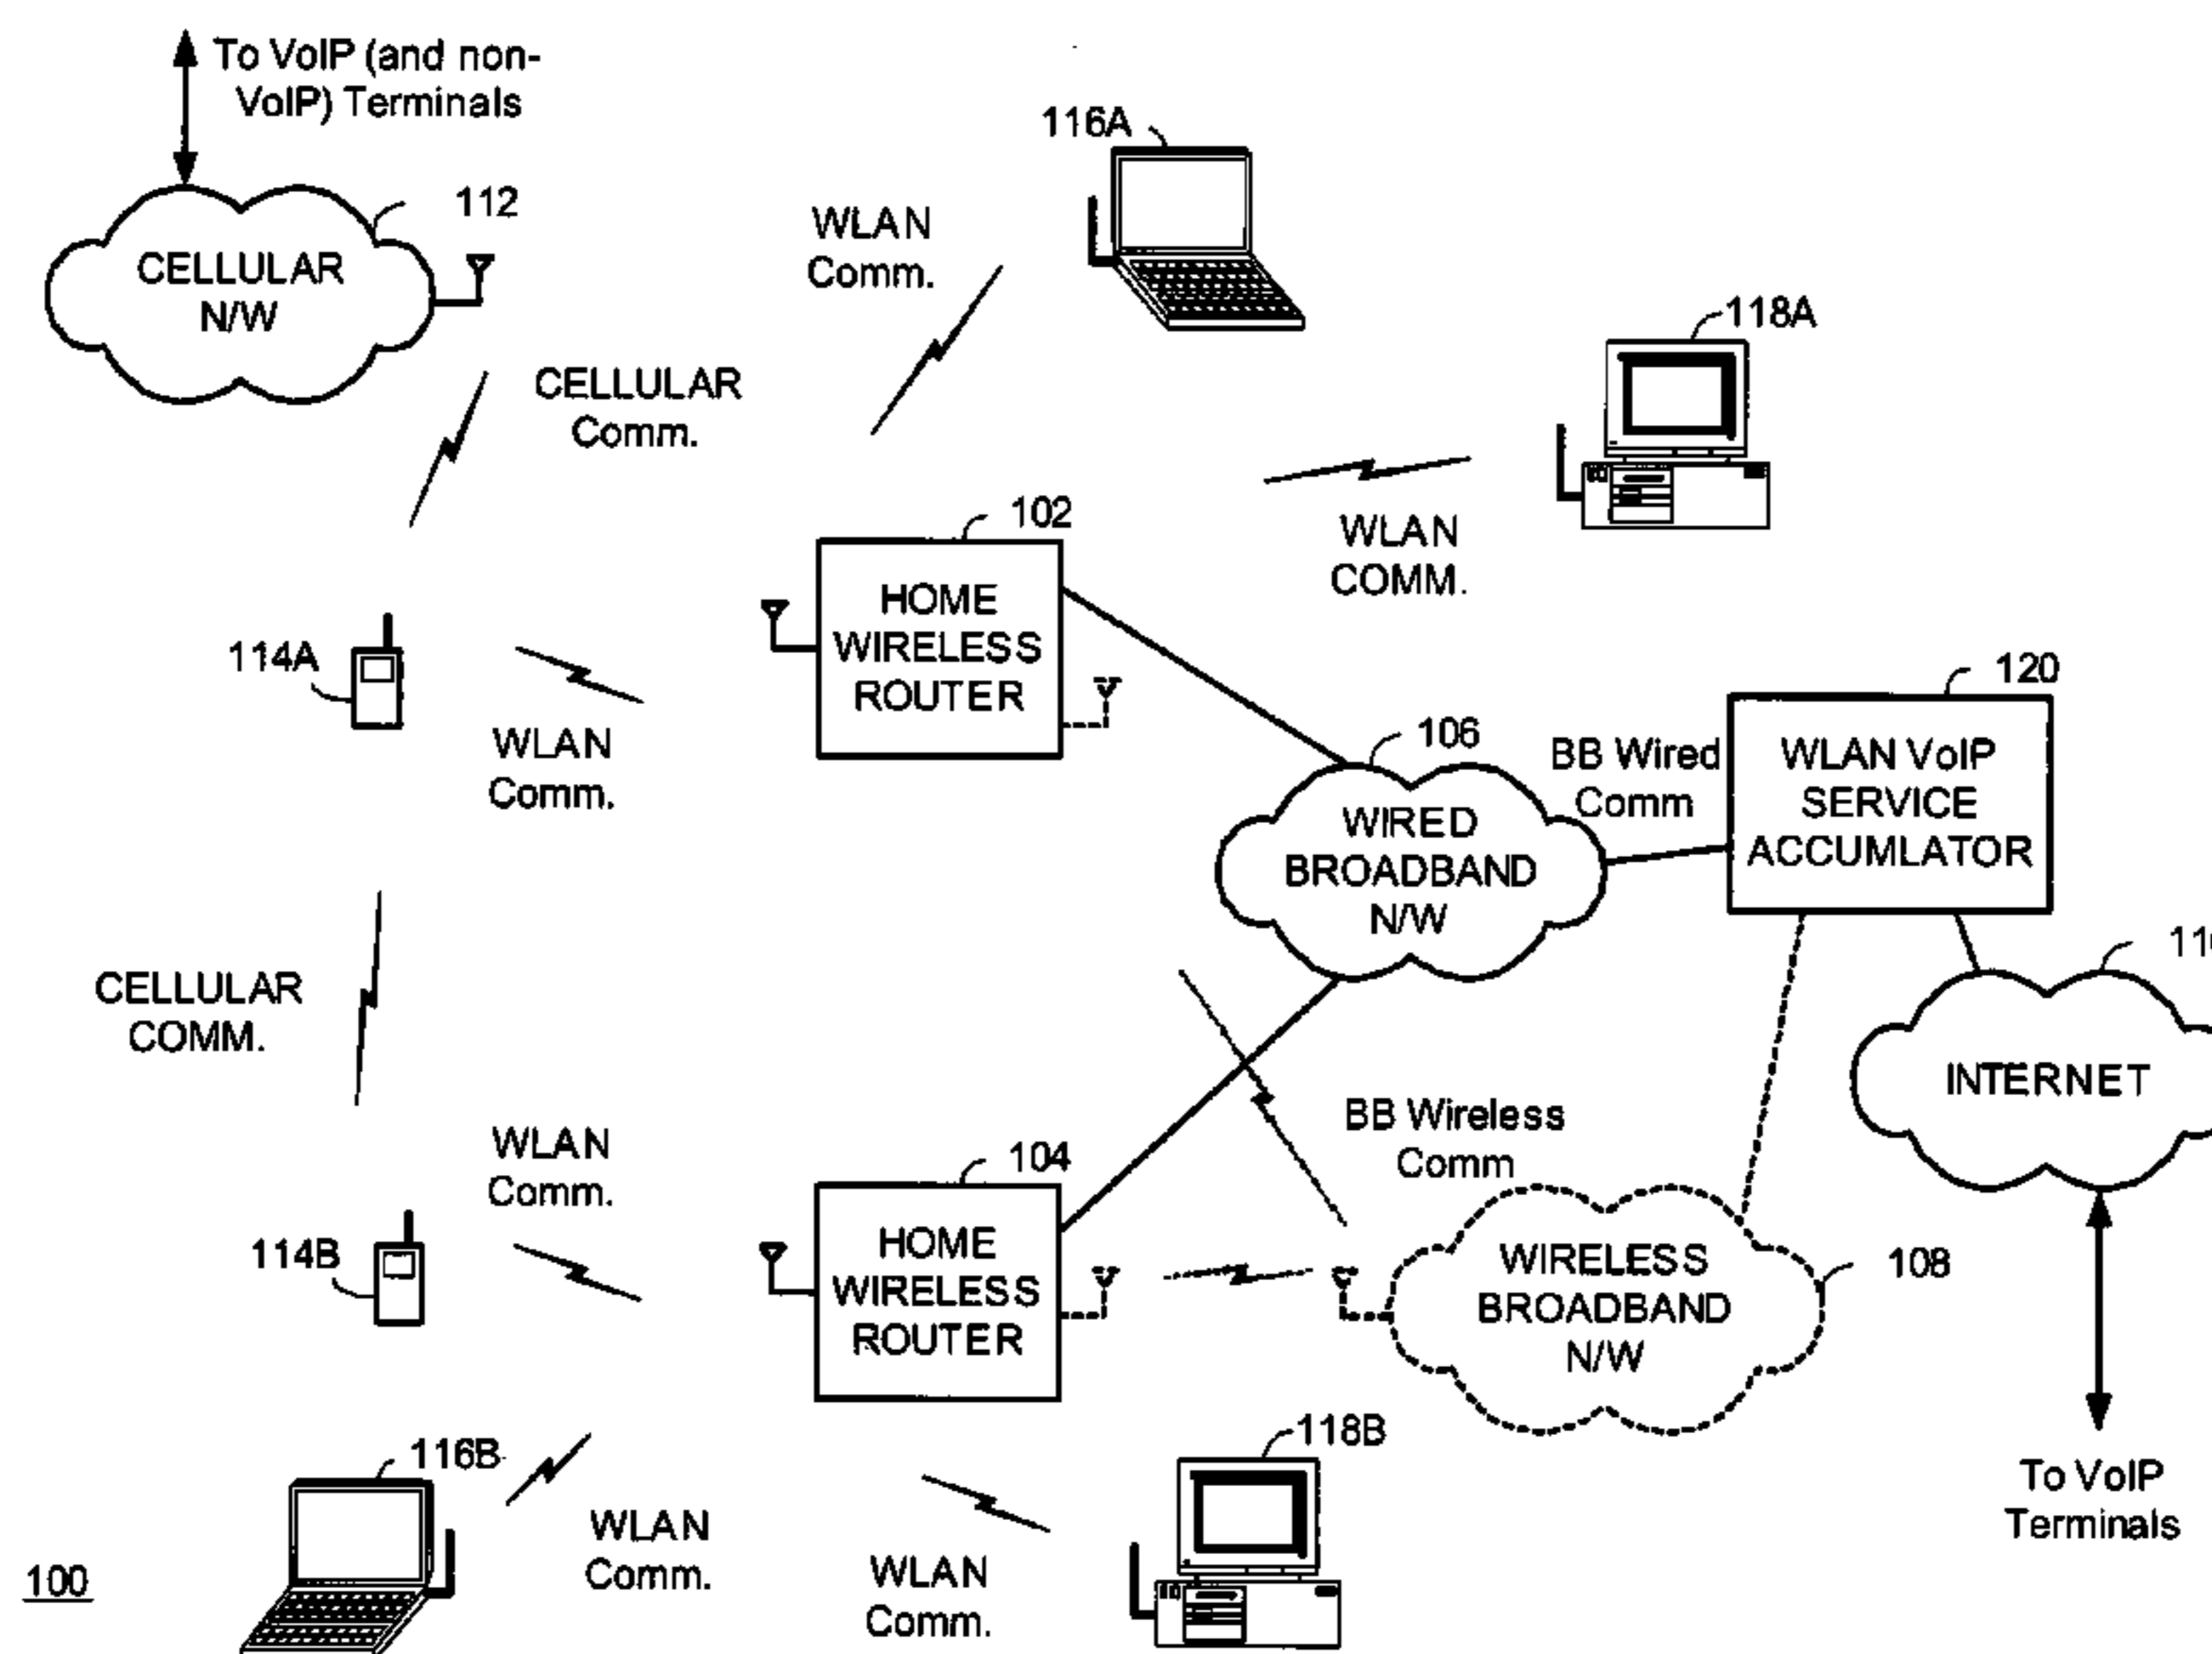 To VoIP (and non-
VoIP) Terminals
116A
112
CELLULAR
N/W
WLAN
Comm.
118A
CELLULAR
Comm.
102
WLAN
COMM.
HOME
WIRELESS
ROUTER
114A
WLAN
Comm.
120
106
BB Wired
Comm
WLAN VoIP
SERVICE
ACCUMLATOR
WIRED
BROADBAND
N/W
CELLULAR
COMM.
INTERNET
BB Wireless
Comm
WLAN
Comm.
104
114B
HOME
WIRELESS
ROUTER
WIRELESS
BROADBAND
N/W
108
116B
118B
To VoIP
Terminals
WLAN
Comm.
WLAN
Comm.
100